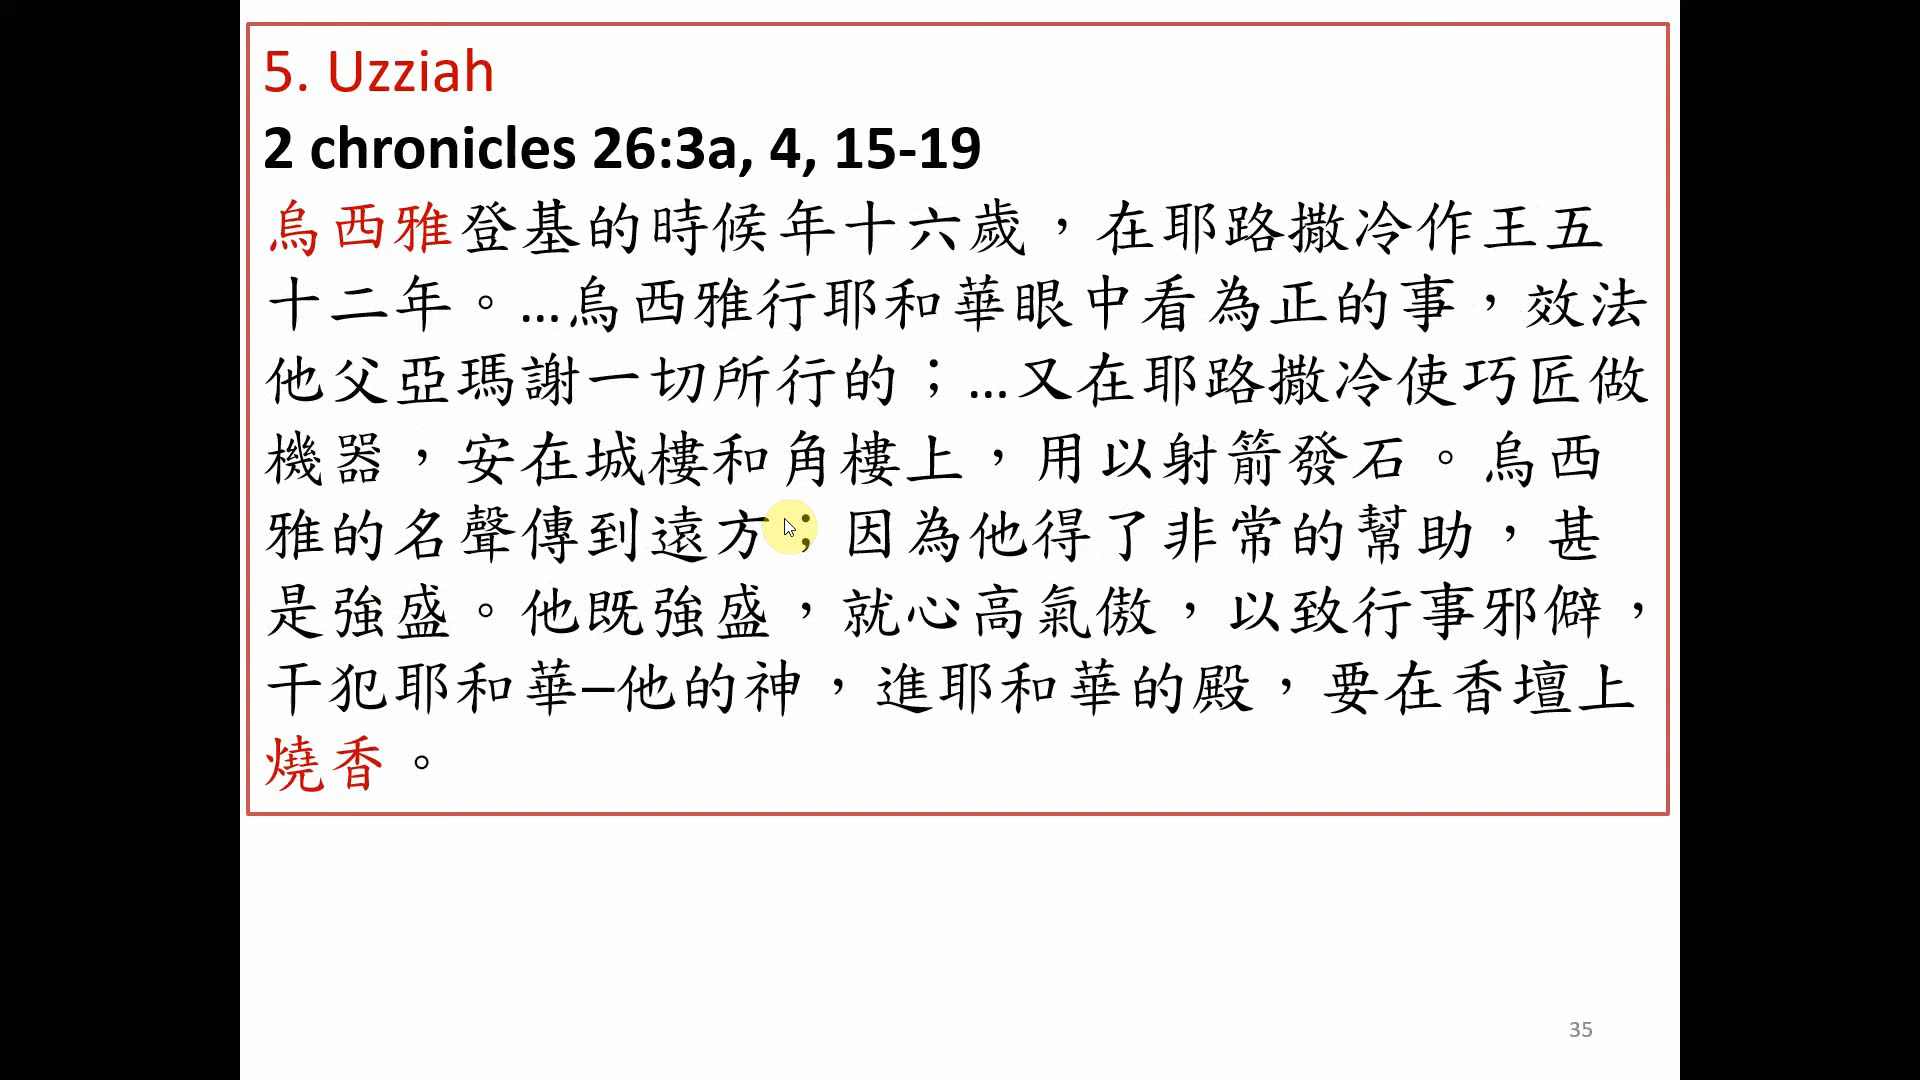 5. Uzziah
2 chronicles 26:3a, 4, 15-19
烏西雅登基的時候年十六歲，在耶路撒冷作王五
十二年。…烏西雅行耶和華眼中看為正的事，效法
他父亞瑪謝一切所行的；…又在耶路撒冷使巧匠做
機器，安在城樓和角樓上，用以射箭發石。烏西
雅的名聲傳到遠方；因為他得了非常的幫助，甚
是強盛。他既強盛，就心高氣傲，以致行事邪僻，
干犯耶和華─他的神，進耶和華的殿，要在香壇上
燒香。
35